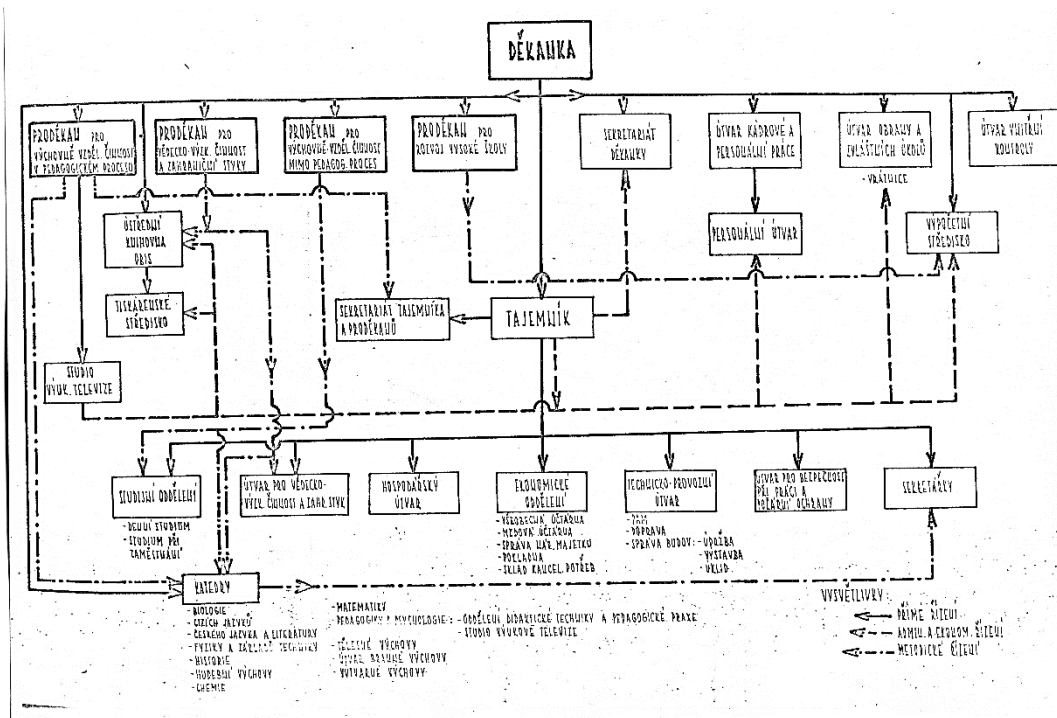 DĚKANKA
PRODĚKAN PRO
VÝCHOVNĚ VZDĚL. ČINNOST
V PEDAGOGICKÉM PROCESU
PRODĚKAN PRO
VĚDECKO-VÝZK. ČINNOST
A ZAHRANIČNÍ STYKY
PRODĚKAN PRO
VÝCHOVNĚ-VZDĚL. ČINNOST
MIMO PEDAGOG. PROCES
PRODĚKAN PRO
ROZVOJ VYSOKÉ ŠKOLY
SEKRETARIÁT
DĚKANKY
ÚTVAR KÁDROVÉ A
PERSONÁLNÍ PRÁCE
ÚTVAR OBRANY A
ZVLÁŠTNÍCH ÚKOLŮ
- VRÁTNICE
ÚTVAR VNITŘNÍ
KONTROLY
ÚSTŘEDNÍ
KNIHOVNA
OBIS
PERSONÁLNÍ ÚTVAR
VÝPOČETNÍ
STŘEDISKO
TISKÁRENSKÉ
STŘEDISKO
SEKRETARIÁT TAJEMNÍKA
A PRODĚKANŮ
TAJEMNÍK
STUDIO
VÝUK. TELEVIZE
STUDIJNÍ ODDĚLENÍ
- DENNÍ STUDIUM
- STUDIUM PŘI
ZAMĚSTNÁNÍ
ÚTVAR PRO VĚDECKO-
VÝZK. ČINNOST A ZAHR. STYK
HOSPODÁŘSKÝ
ÚTVAR
EKONOMICKÉ
ODDĚLENÍ
- VŠEOBECNÁ ÚČTÁRNA
- MZDOVÁ ÚČTÁRNA
- SPRÁVA NÁR. MAJETKU
- POKLADNA
- SKLAD KANCEL. POTŘEB
TECHNICKO-PROVOZNÍ
ÚTVAR
- DOPRAVA
- SPRÁVA BUDOV: - ÚDRŽBA
- VÝSTAVBA
- ÚKLID
ÚTVAR PRO BEZPEČNOST
PŘI PRÁCI A
POŽÁRNÍ OCHRANY
SEKRETÁŘKY
KATEDRY
- BIOLOGIE
- CIZÍCH JAZYKŮ
- ČESKÉHO JAZYKA A LITERATURY
- FYZIKY A ZÁKLADŮ TECHNIKY
- HISTORIE
- HUDEBNÍ VÝCHOVY
- CHEMIE
- MATEMATIKY
- PEDAGOGIKY A PSYCHOLOGIE: - ODDĚLENÍ DIDAKTICKÉ TECHNIKY A PEDAGOGICKÉ PRAXE
- STUDIO VÝUKOVÉ TELEVIZE
- TĚLESNÉ VÝCHOVY
- ÚTVAR BRANNÉ VÝCHOVY
- VÝTVARNÉ VÝCHOVY
VYSVĚTLIVKY:
PŘÍMÉ ŘÍZENÍ
ADMIN. A EKONOM. ŘÍZENÍ
METODICKÉ ŘÍZENÍ